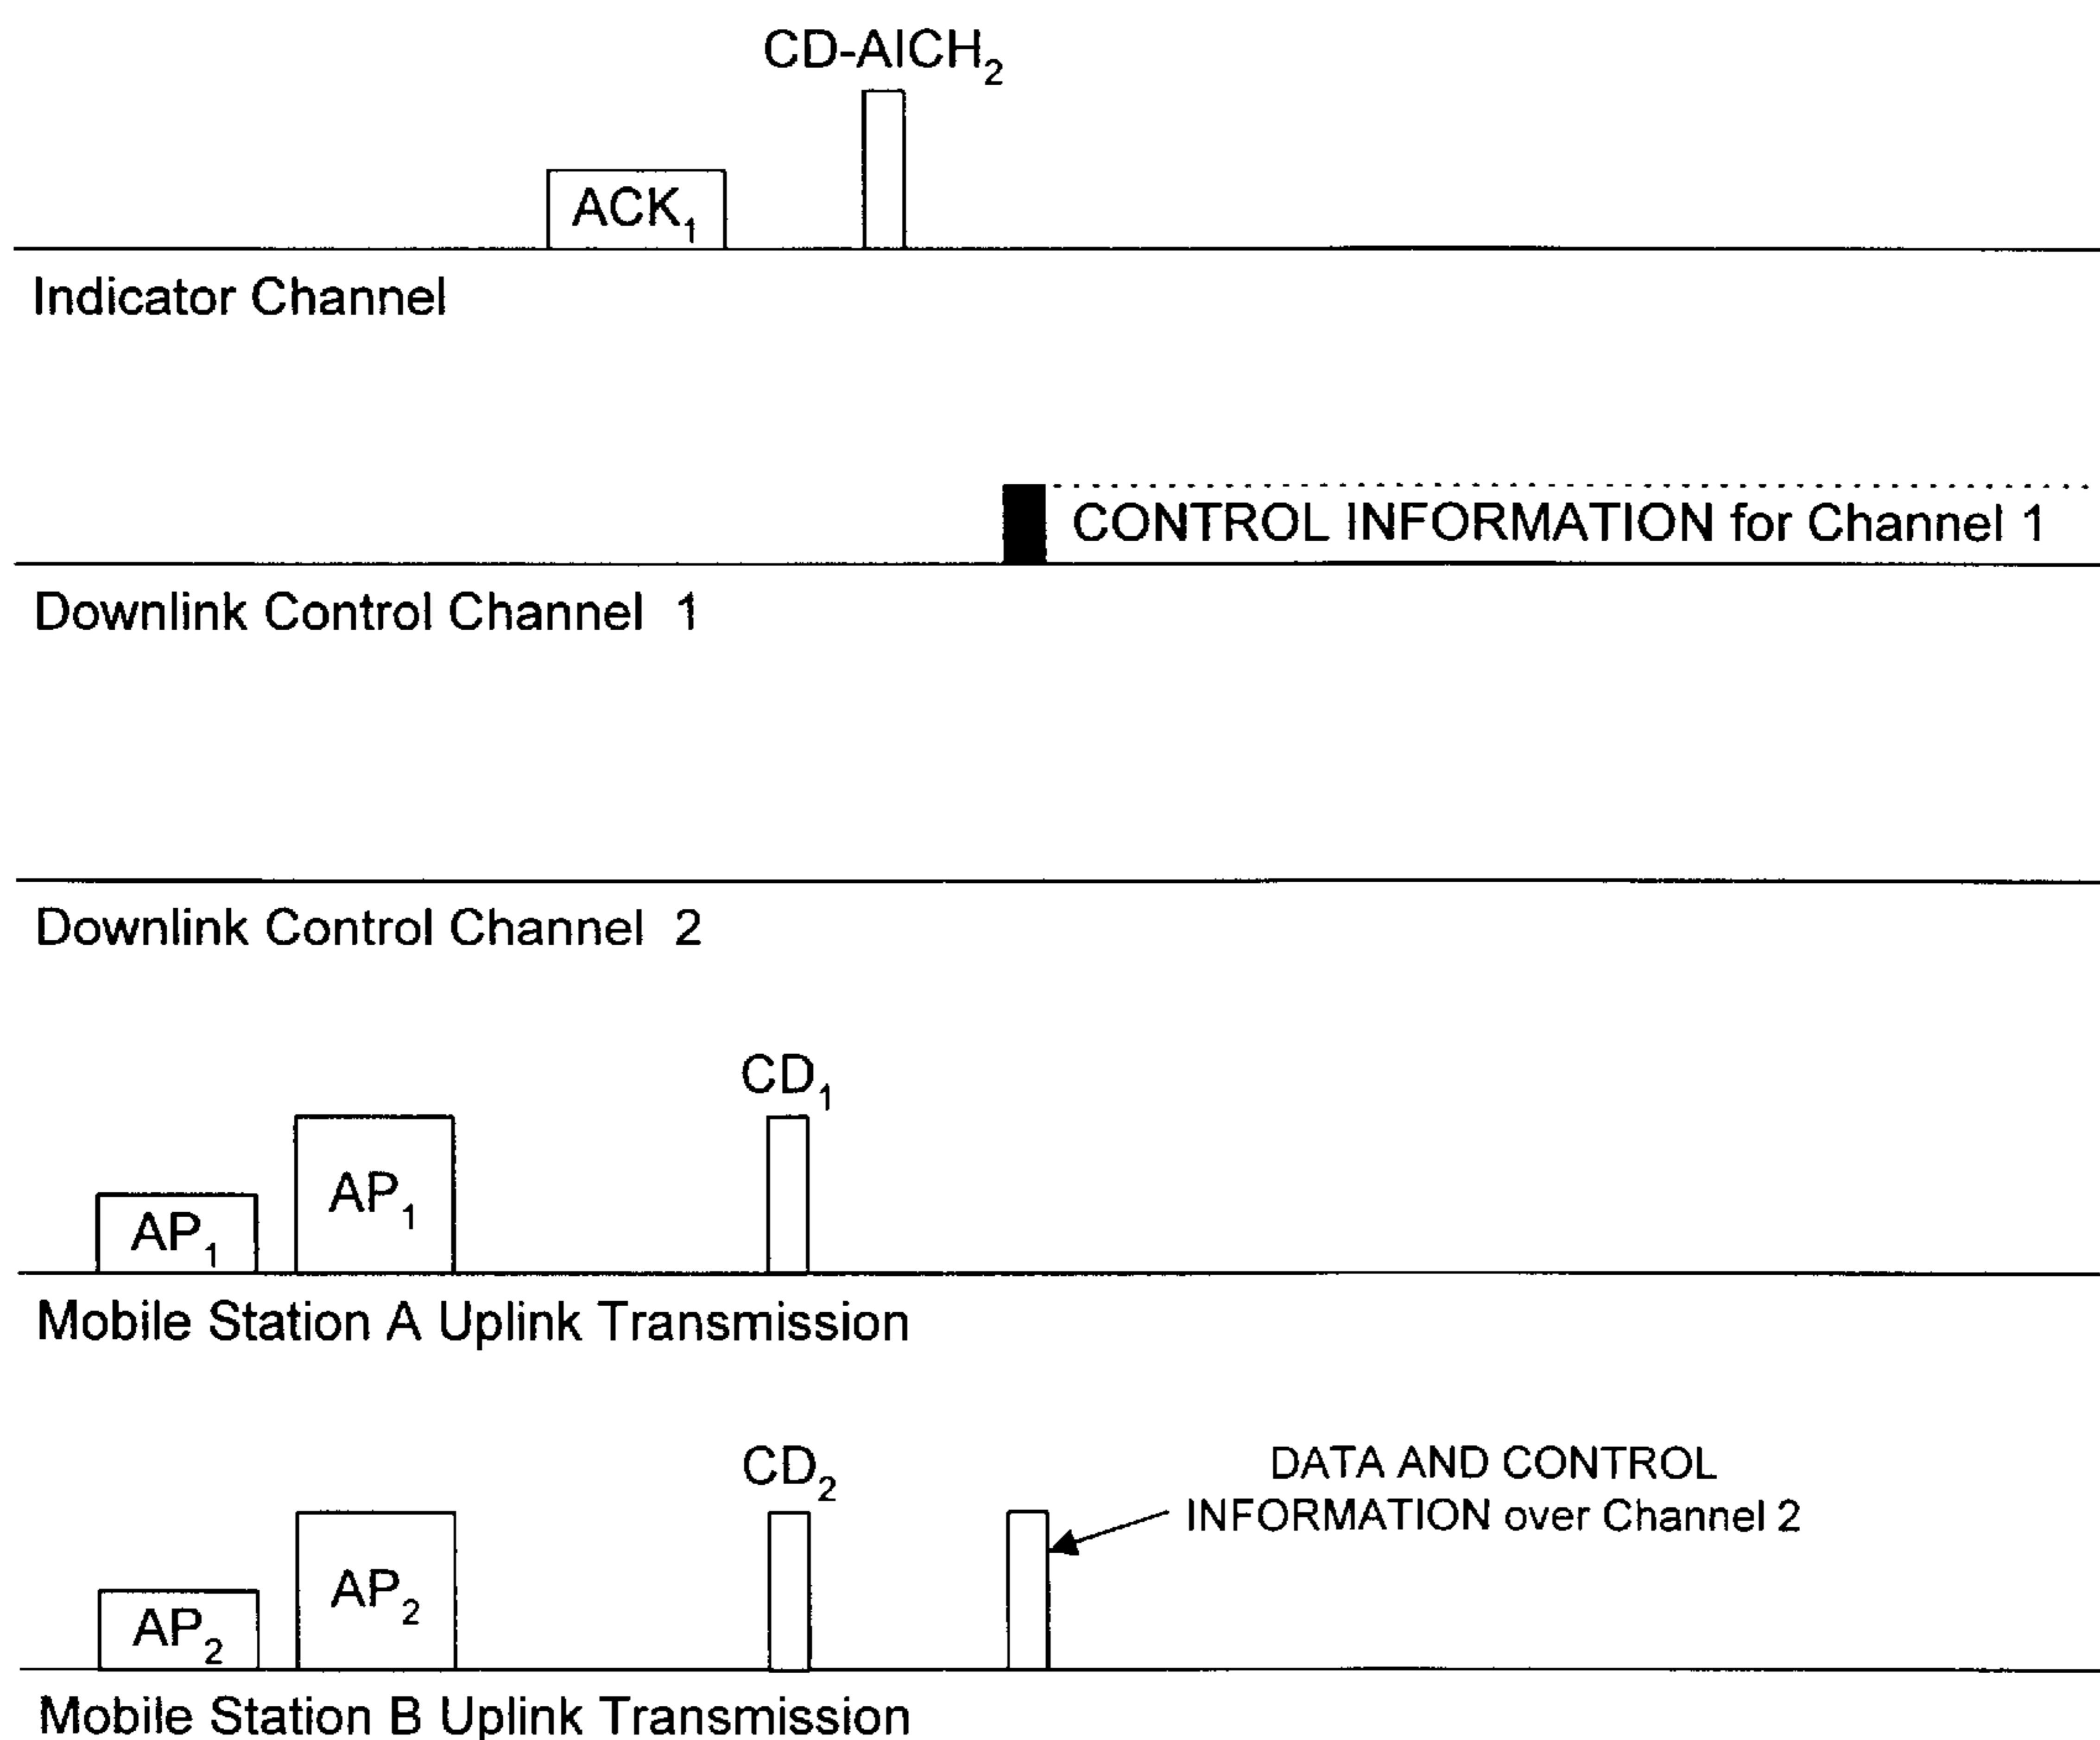 CD-AICH2
ACK1
Indicator Channel
CONTROL INFORMATION for Channel 1
Downlink Control Channel 1
Downlink Control Channel 2
CD1
AP1
AP1
Mobile Station A Uplink Transmission
CD2
DATA AND CONTROL
INFORMATION over Channel 2
AP2
AP2
Mobile Station B Uplink Transmission